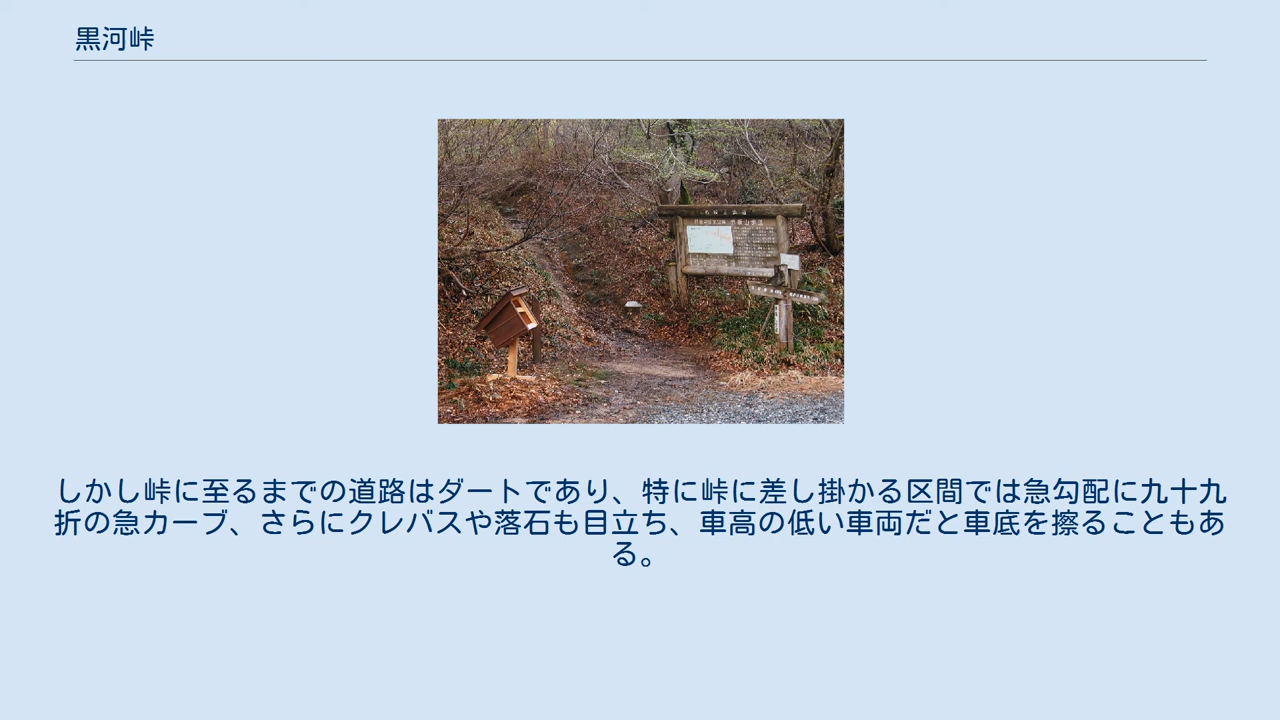 黒河峠
しかし峠に至るまでの道路はダートであり、特に峠に差し掛かる区間では急勾配に九十九
折の急カーブ、さらにクレバスや落石も目立ち、車高の低い車両だと車底を擦ることもあ
る。